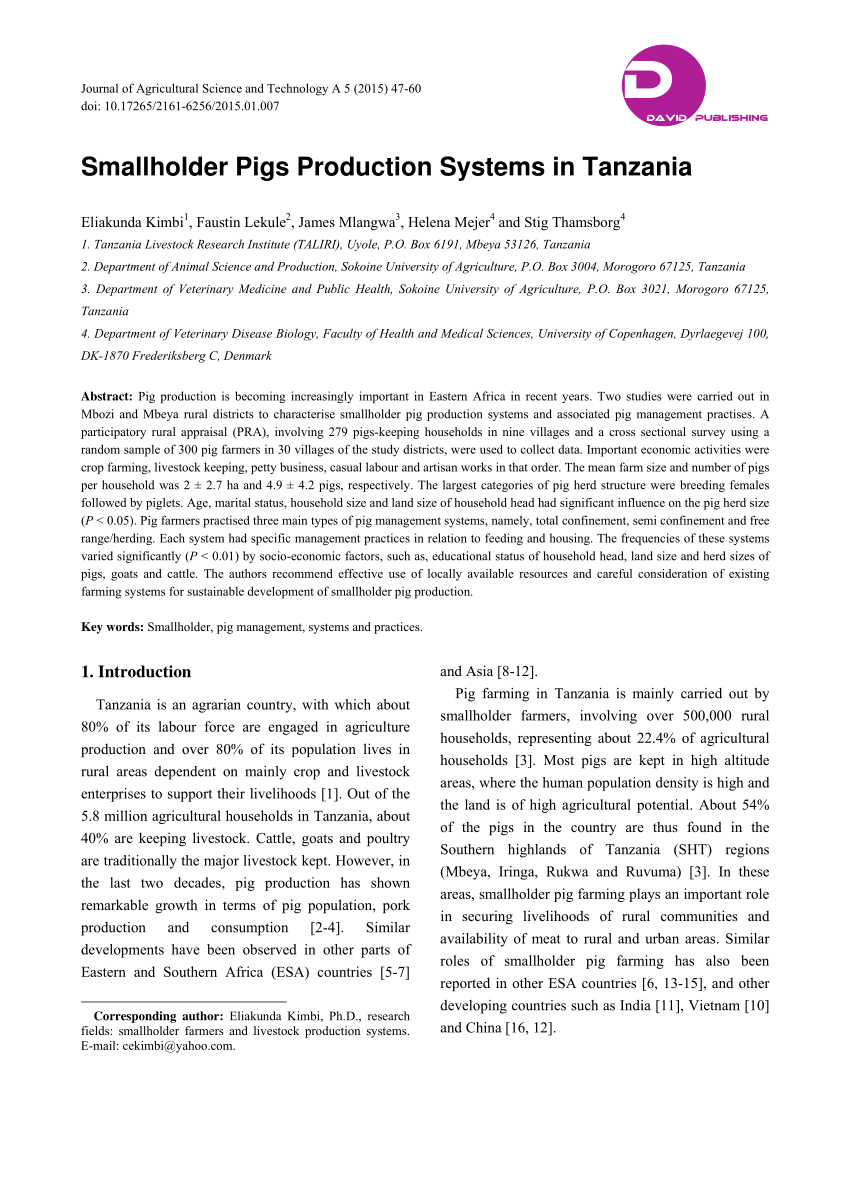 Journal of Agricultural Science and Technology A 5 (2015) 47-60
doi: 10.17265/2161-6256/2015.01.007
D
DAVID PUBLISHING
Smallholder Pigs Production Systems in Tanzania
Eliakunda Kimbi1, Faustin Lekule2, James Mlangwa3, Helena Mejer4 and Stig Thamsborg4
1. Tanzania Livestock Research Institute (TALIRI), Uyole, P.O. Box 6191, Mbeya 53126, Tanzania
2. Department of Animal Science and Production, Sokoine University of Agriculture, P.O. Box 3004, Morogoro 67125, Tanzania
3. Department of Veterinary Medicine and Public Health, Sokoine University of Agriculture, P.O. Box 3021, Morogoro 67125,
Tanzania
4. Department of Veterinary Disease Biology, Faculty of Health and Medical Sciences, University of Copenhagen, Dyrlaegevej 100,
DK-1870 Frederiksberg C, Denmark
Abstract: Pig production is becoming increasingly important in Eastern Africa in recent years. Two studies were carried out in
Mbozi and Mbeya rural districts to characterise smallholder pig production systems and associated pig management practises. A
participatory rural appraisal (PRA), involving 279 pigs-keeping households in nine villages and a cross sectional survey using a
random sample of 300 pig farmers in 30 villages of the study districts, were used to collect data. Important economic activities were
crop farming, livestock keeping, petty business, casual labour and artisan works in that order. The mean farm size and number of pigs
per household was 2 ± 2.7 ha and 4.9 ± 4.2 pigs, respectively. The largest categories of pig herd structure were breeding females
followed by piglets. Age, marital status, household size and land size of household head had significant influence on the pig herd size
(P < 0.05). Pig farmers practised three main types of pig management systems, namely, total confinement, semi confinement and free
range/herding. Each system had specific management practices in relation to feeding and housing. The frequencies of these systems
varied significantly (P < 0.01) by socio-economic factors, such as, educational status of household head, land size and herd sizes of
pigs, goats and cattle. The authors recommend effective use of locally available resources and careful consideration of existing
farming systems for sustainable development of smallholder pig production.
Key words: Smallholder, pig management, systems and practices.
1. Introduction
Tanzania is an agrarian country, with which about
80% of its labour force are engaged in agriculture
production and over 80% of its population lives in
rural areas dependent on mainly crop and livestock
enterprises to support their livelihoods [1]. Out of the
5.8 million agricultural households in Tanzania, about
40% are keeping livestock. Cattle, goats and poultry
are traditionally the major livestock kept. However, in
the last two decades, pig production has shown
remarkable growth in terms of pig population, pork
production and consumption [2-4]. Similar
developments have been observed in other parts of
Eastern and Southern Africa (ESA) countries [5-7]
Corresponding author: Eliakunda Kimbi, Ph.D., research
fields: smallholder farmers and livestock production systems.
E-mail: cekimbi@yahoo.com.
and Asia [8-12].
Pig farming in Tanzania is mainly carried out by
smallholder farmers, involving over 500,000 rural
households, representing about 22.4% of agricultural
households [3]. Most pigs are kept in high altitude
areas, where the human population density is high and
the land is of high agricultural potential. About 54%
of the pigs in the country are thus found in the
Southern highlands of Tanzania (SHT) regions
(Mbeya, Iringa, Rukwa and Ruvuma) [3]. In these
areas, smallholder pig farming plays an important role
in securing livelihoods of rural communities and
availability of meat to rural and urban areas. Similar
roles of smallholder pig farming has also been
reported in other ESA countries [6, 13-15], and other
developing countries such as India [11], Vietnam [10]
and China [16, 12].